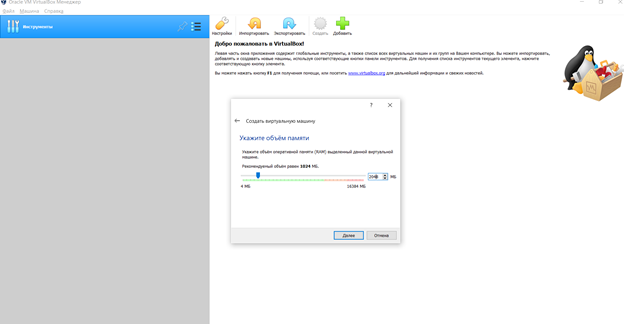 Oracle VM VirtualBox Менеджер
Файл Машина Справка
Инструменты
Настройки Импортировать Экспортировать Создать Добавить
Добро пожаловать в VirtualBox!
Левая часть окна приложения содержит глобальные инструменты, а также список всех виртуальных машин и их групп на Вашем компьютере. Вы можете импортировать,
добавлять и создавать новые машины, используя соответствующие кнопки панели инструментов. Для получения списка инструментов текущего элемента, нажмите
соответствующую кнопку элемента.
Вы можете нажать кнопку F1 для получения помощи, или посетить www.virtualbox.org для дальнейшей информации и свежих новостей.
?
Создать виртуальную машину
Укажите объём памяти
Укажите объём оперативной памяти (RAM) выделенный данной виртуальной
машине.
Рекомендуемый объём равен 1024 МБ.
2048 МБ
4 МБ 16384 МБ
Далее Отмена